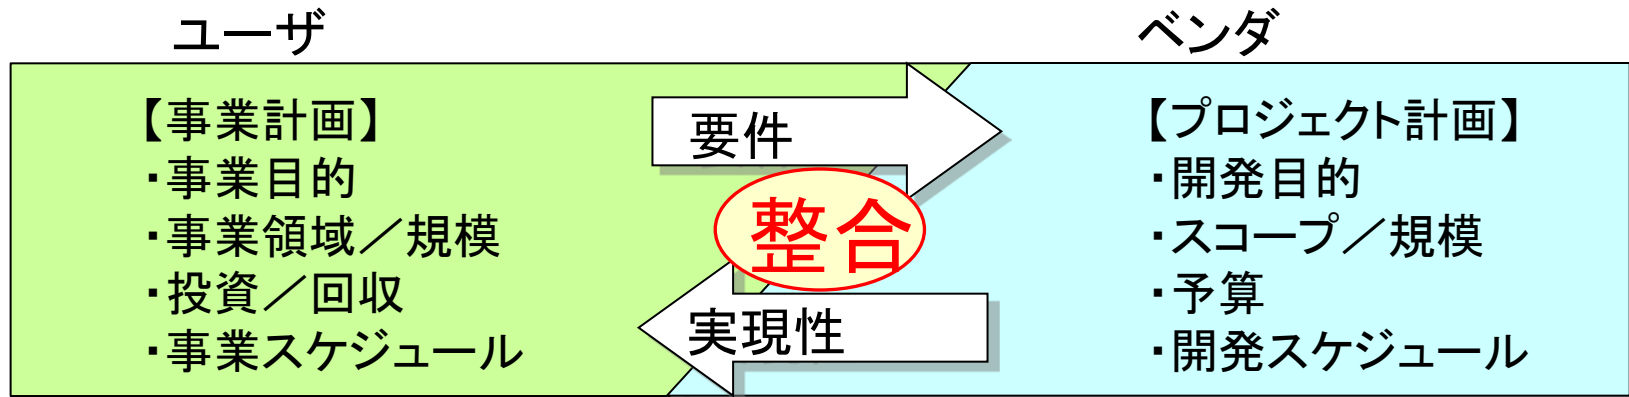 ユーザ
ベンダ
【事業計画】
・事業目的
・事業領域／規模
・投資／回収
・事業スケジュール
要件
整合
実現性
【プロジェクト計画】
・開発目的
・スコープ／規模
・予算
・開発スケジュール